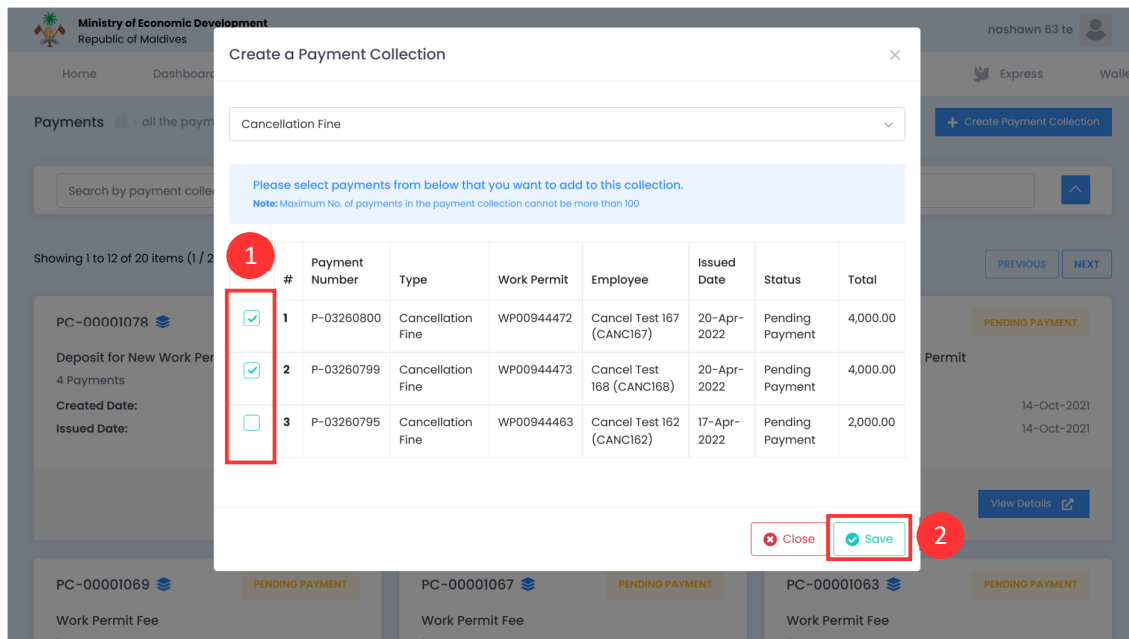 Ministry of Economic Development
Republic of Maldives
nashawn 63 te
Home
Dashboard
Express
Payments
all the paym
Create Payment Collection
Search by payment colle
Showing 1 to 12 of 20 items (1 / 2
PREVIOUS
NEXT
Create a Payment Collection
Cancellation Fine
Please select payments from below that you want to add to this collection.
Note: Maximum No. of payments in the payment collection cannot be more than 100
1
# Payment Number Type Work Permit Employee Issued Date Status Total
1 P-03260800 Cancellation Fine WP00944472 Cancel Test 167 (CANC167) 20-Apr-2022 Pending Payment 4,000.00
2 P-03260799 Cancellation Fine WP00944473 Cancel Test 168 (CANC168) 20-Apr-2022 Pending Payment 4,000.00
3 P-03260795 Cancellation Fine WP00944463 Cancel Test 162 (CANC162) 17-Apr-2022 Pending Payment 2,000.00
Close
Save
2
PC-00001078
Deposit for New Work Per
4 Payments
Created Date:
Issued Date:
PENDING PAYMENT
Permit
14-Oct-2021
14-Oct-2021
View Details
PC-00001069
PENDING PAYMENT
Work Permit Fee
PC-00001067
PENDING PAYMENT
Work Permit Fee
PC-00001063
PENDING PAYMENT
Work Permit Fee